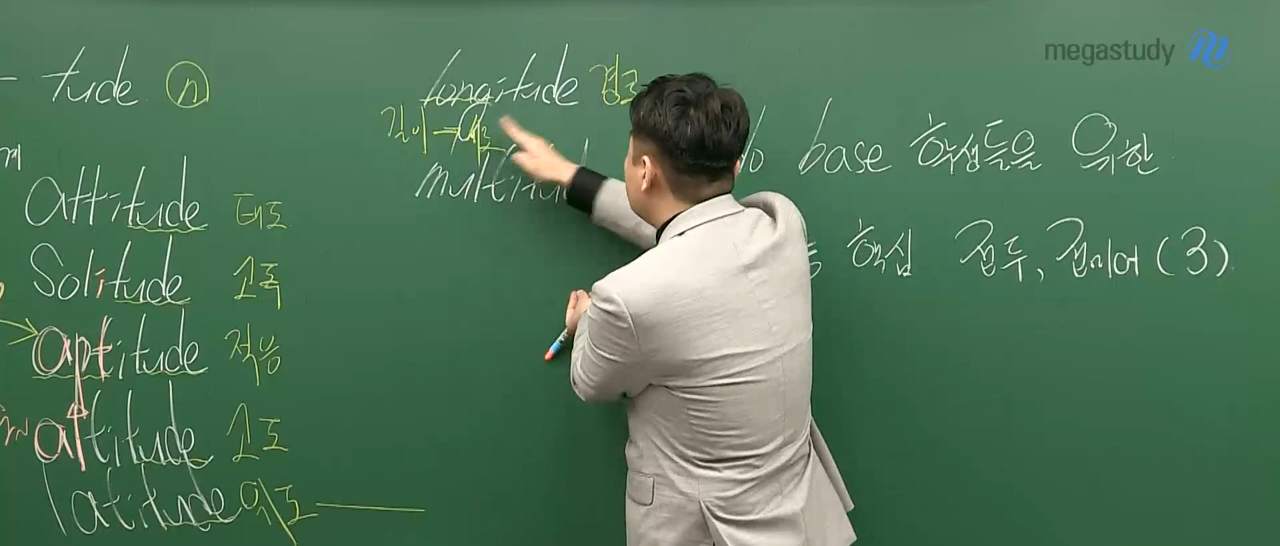 - tude ⓝ
attitude 태도
Solitude 고독
aptitude 적응
altitude 고도
latitude 위도
longitude 경도
길이 → 세로
base 학생들을 위한
핵심 접두, 접미어 (3)
megastudy